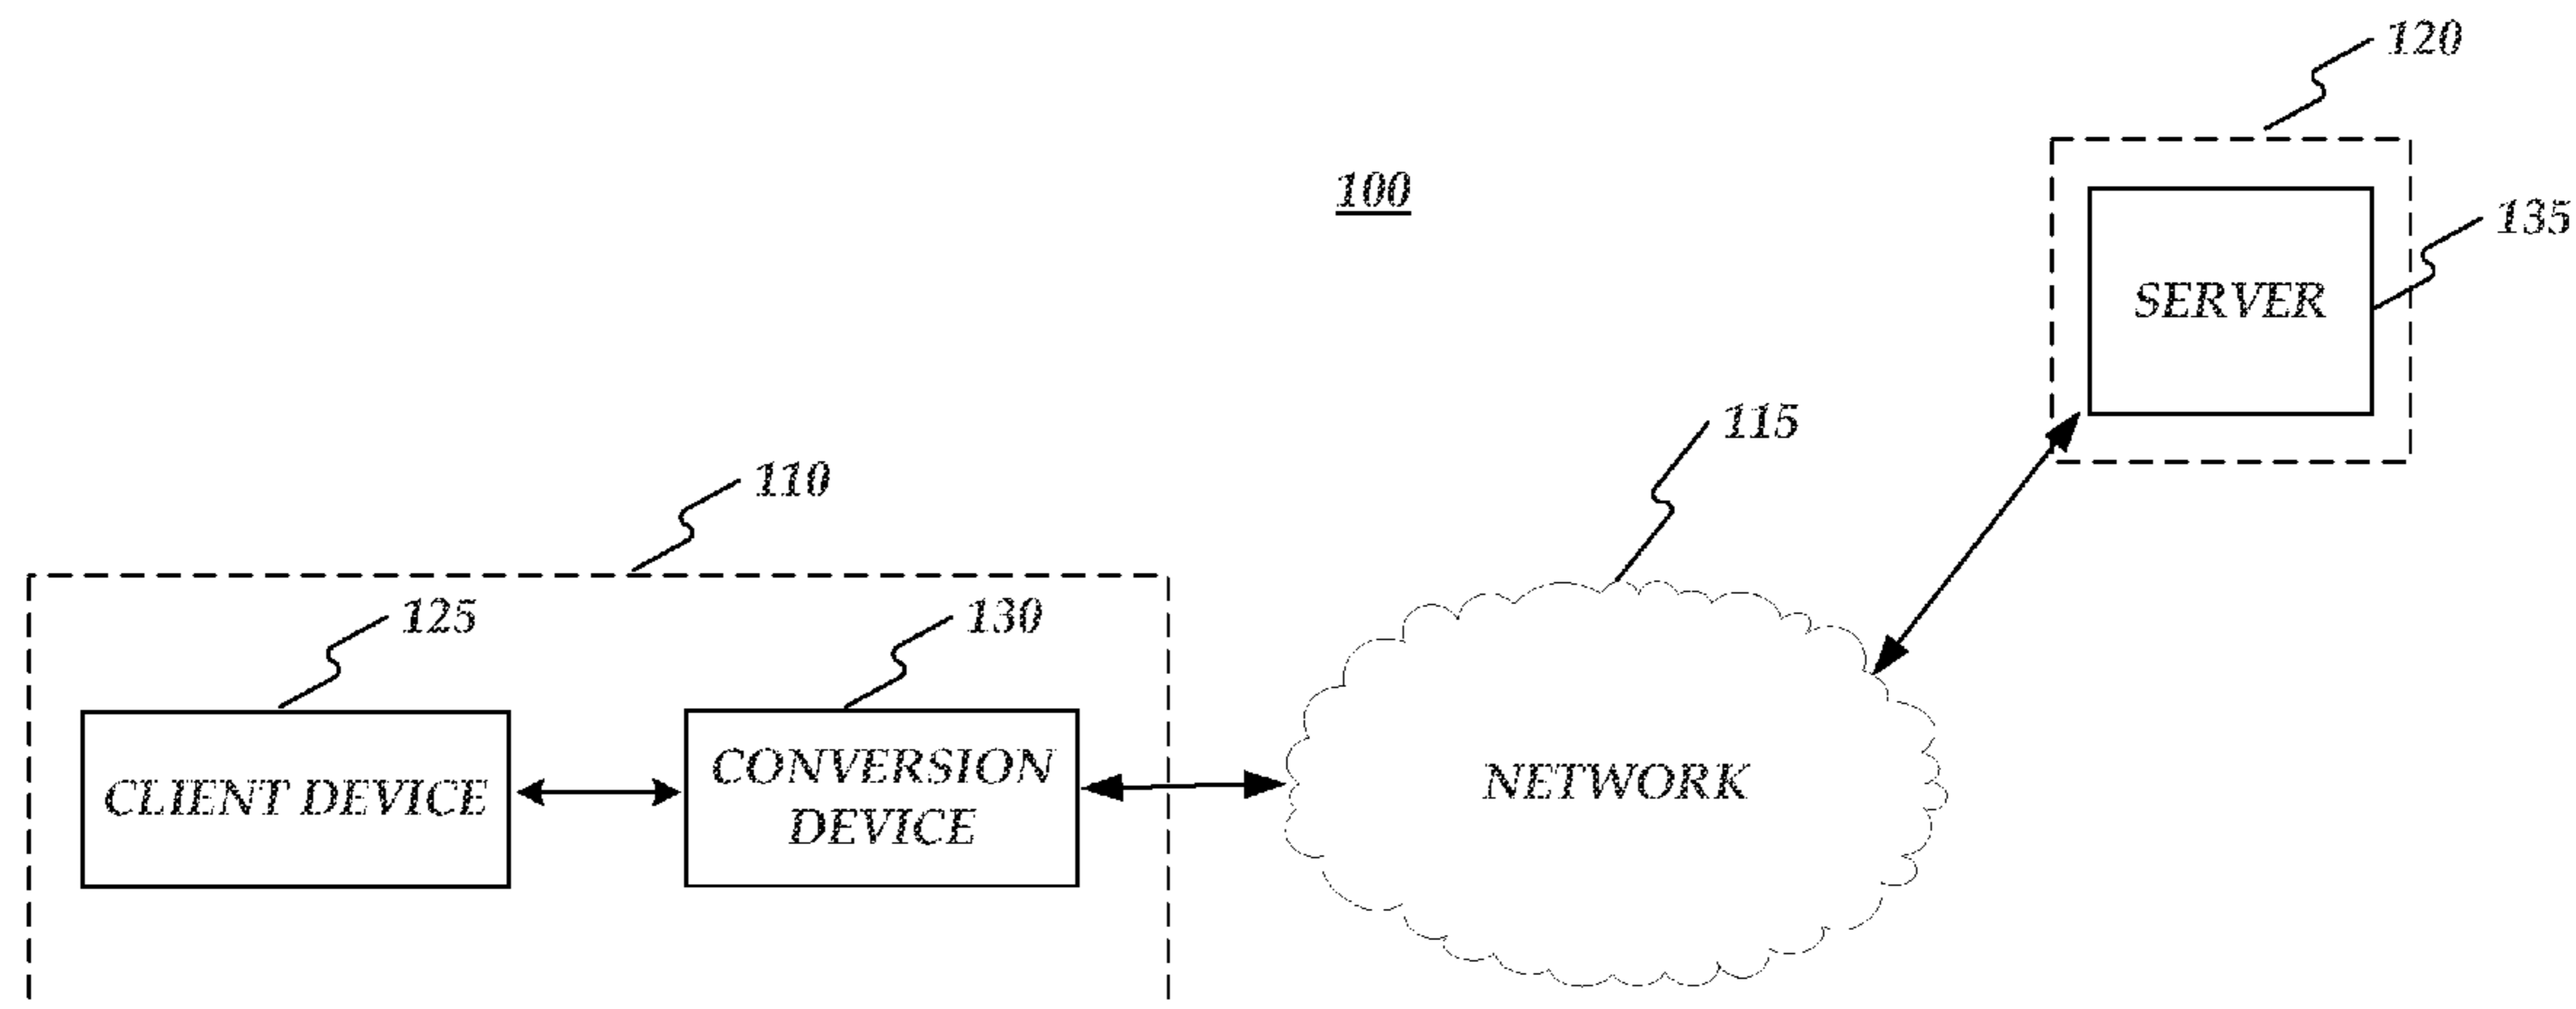 120
100
135
SERVER
115
110
125
130
CLIENT DEVICE
CONVERSION
DEVICE
NETWORK